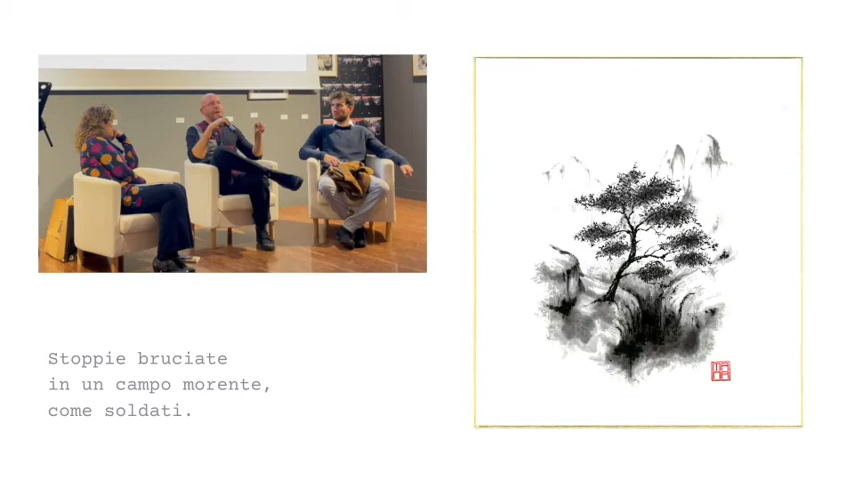 Stoppie bruciate
in un campo morente,
come soldati.